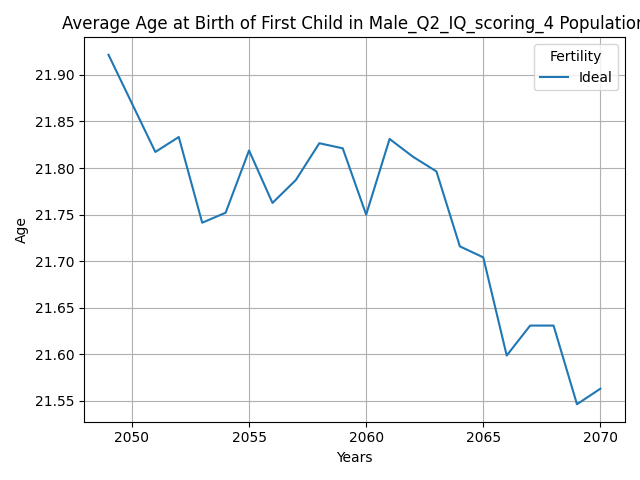 Average Age at Birth of First Child in Male_Q2_IQ_scoring_4 Population
Fertility
Ideal
21.90
21.85
21.80
21.75
21.70
21.65
21.60
21.55
Age
2050 2055 2060 2065 2070
Years